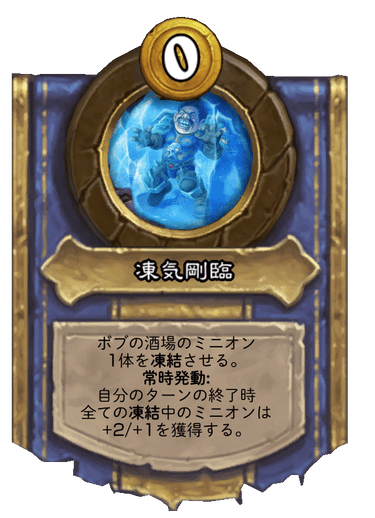 0
凍気剛臨
ボブの酒場のミニオン
1体を凍結させる。
常時発動:
自分のターンの終了時
全ての凍結中のミニオンは
+2/+1を獲得する。